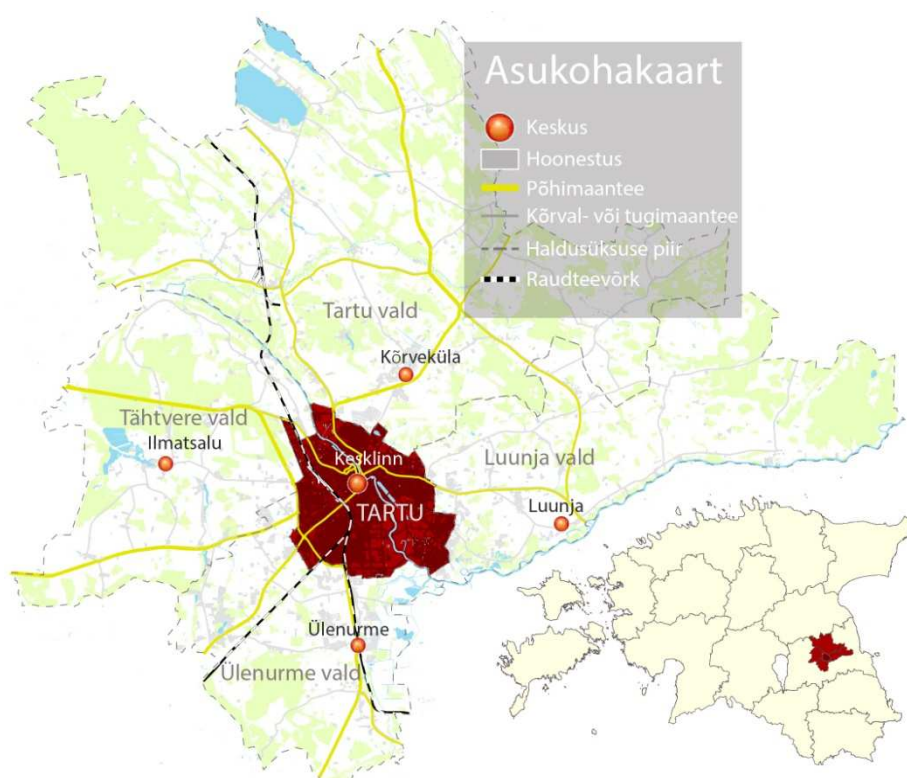 Asukohakaart
Keskus
Hoonestus
Põhimaantee
Kõrval- või tugimaantee
Haldusüksuse piir
Raudteevõrk
Tartu vald
Kõrveküla
Tähtvere vald
Ilmatsalu
Kesklinn
Luunja vald
TARTU
Luunja
Ülenurme
Ülenurme vald